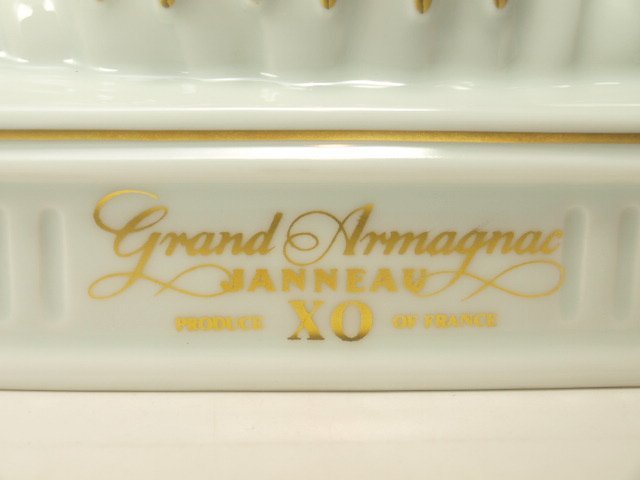 Grand Armagnac
JANNEAU
PRODUCE XO OF FRANCE